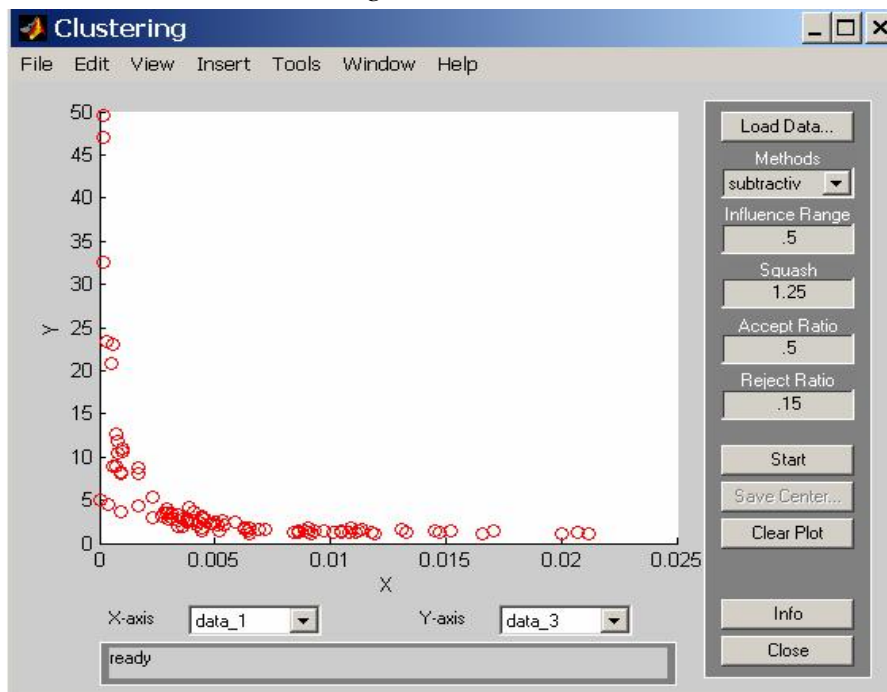 Clustering
File Edit View Insert Tools Window Help
50
45
40
35
30
25
20
15
10
5
0
Y
0 0.005 0.01 0.015 0.02 0.025
X
X-axis data_1 Y-axis data_3
ready
Load Data...
Methods
subtractiv
Influence Range
.5
Squash
1.25
Accept Ratio
.5
Reject Ratio
.15
Start
Save Center...
Clear Plot
Info
Close